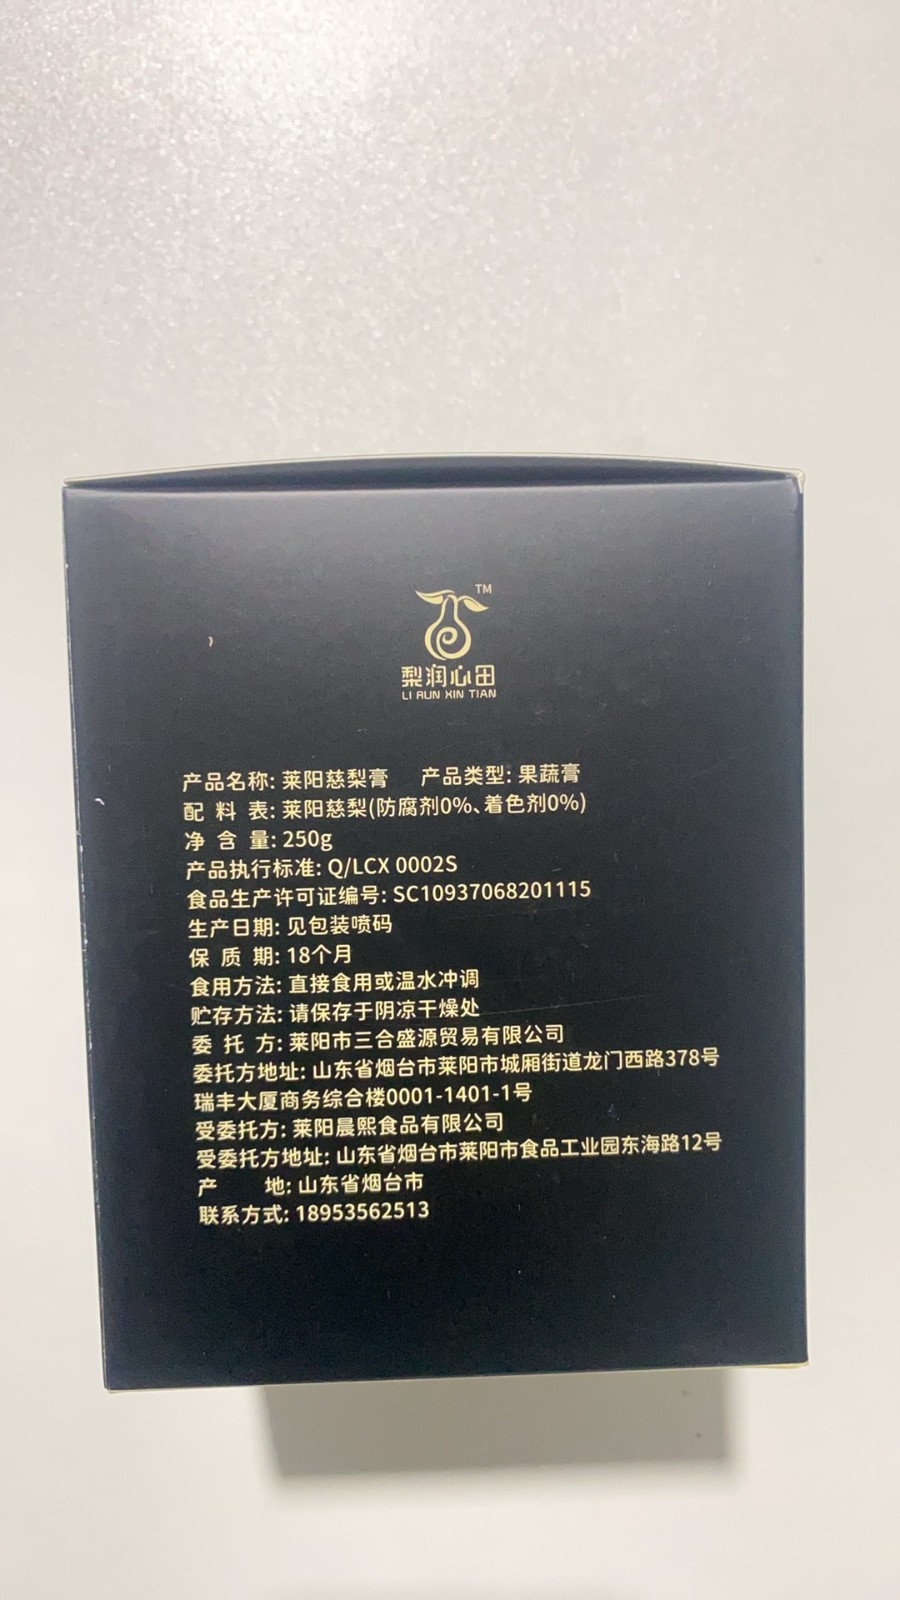 TM
梨润心田
LI RUN XIN TIAN
产品名称: 莱阳慈梨膏 产品类型: 果蔬膏
配料表: 莱阳慈梨(防腐剂0%、着色剂0%)
净含量: 250g
产品执行标准: Q/LCX 0002S
食品生产许可证编号: SC10937068201115
生产日期: 见包装喷码
保质期: 18个月
食用方法: 直接食用或温水冲调
贮存方法: 请保存于阴凉干燥处
委托方: 莱阳市三合盛源贸易有限公司
委托方地址: 山东省烟台市莱阳市城厢街道龙门西路378号
瑞丰大厦商务综合楼0001-1401-1号
受委托方: 莱阳晨熙食品有限公司
受委托方地址: 山东省烟台市莱阳市食品工业园东海路12号
产地: 山东省烟台市
联系方式: 18953562513